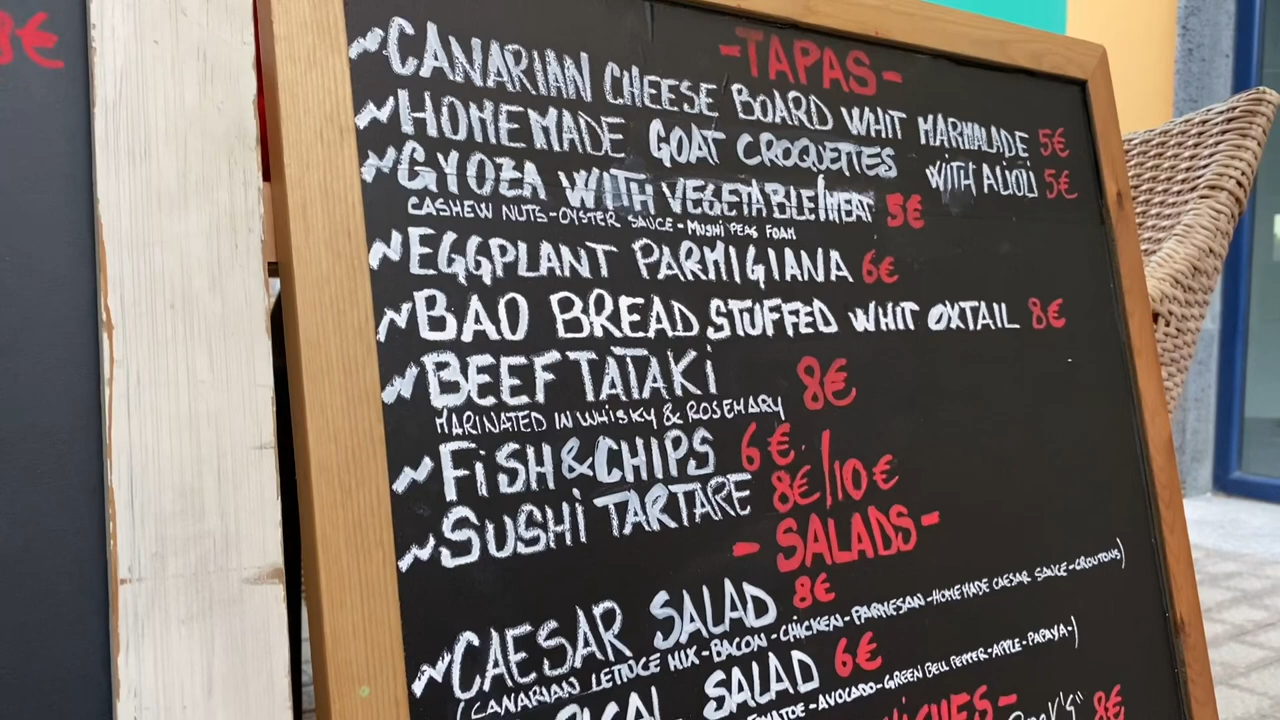 8€
-TAPAS-
~CANARIAN CHEESE BOARD WHIT MARMALADE 5€
~HOMEMADE GOAT CROQUETTES WITH ALIOLI 5€
~GYOZA WITH VEGETABLE/MEAT 5€
CASHEW NUTS-OYSTER SAUCE-MUSHI PEAS FOAM
~EGGPLANT PARMIGIANA 6€
~BAO BREAD STUFFED WHIT OXTAIL 8€
~BEEF TATAKI 8€
MARINATED IN WHISKY & ROSEMARY
~FISH&CHIPS 6€
~SUSHI TARTARE 8€/10€
-SALADS-
~CAESAR SALAD 8€
(CANARIAN LETTUCE MIX-BACON-CHICKEN-PARMESAN-HOMEMADE CAESAR SAUCE-CROUTONS)
SALAD 6€
-AVOCADO-GREEN BELL PEPPER-APPLE-PAPAYA-)
8€